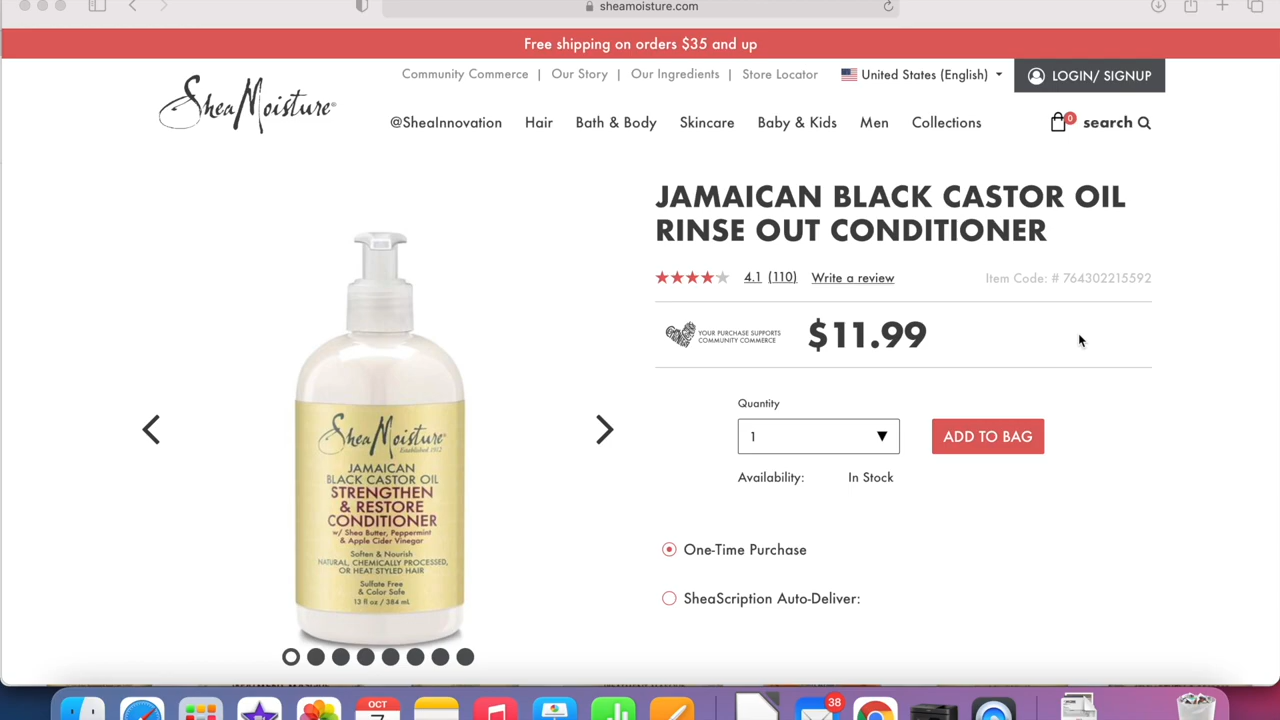 sheamoisture.com
Free shipping on orders $35 and up
Community Commerce | Our Story | Our Ingredients | Store Locator
United States (English)
LOGIN/ SIGNUP
SheaMoisture®
@SheaInnovation Hair Bath & Body Skincare Baby & Kids Men Collections
0
search
JAMAICAN BLACK CASTOR OIL
RINSE OUT CONDITIONER
4.1 (110) Write a review
Item Code: # 764302215592
YOUR PURCHASE SUPPORTS
COMMUNITY COMMERCE
$11.99
Quantity
1
ADD TO BAG
Availability: In Stock
One-Time Purchase
SheaScription Auto-Deliver:
SheaMoisture
Established 1912
JAMAICAN
BLACK CASTOR OIL
STRENGTHEN
& RESTORE
CONDITIONER
w/ Shea Butter, Peppermint
& Apple Cider Vinegar
Soften & Nourish
NATURAL, CHEMICALLY PROCESSED,
OR HEAT STYLED HAIR
Sulfate Free
& Color Safe
13 fl oz / 384 mL
OCT
38